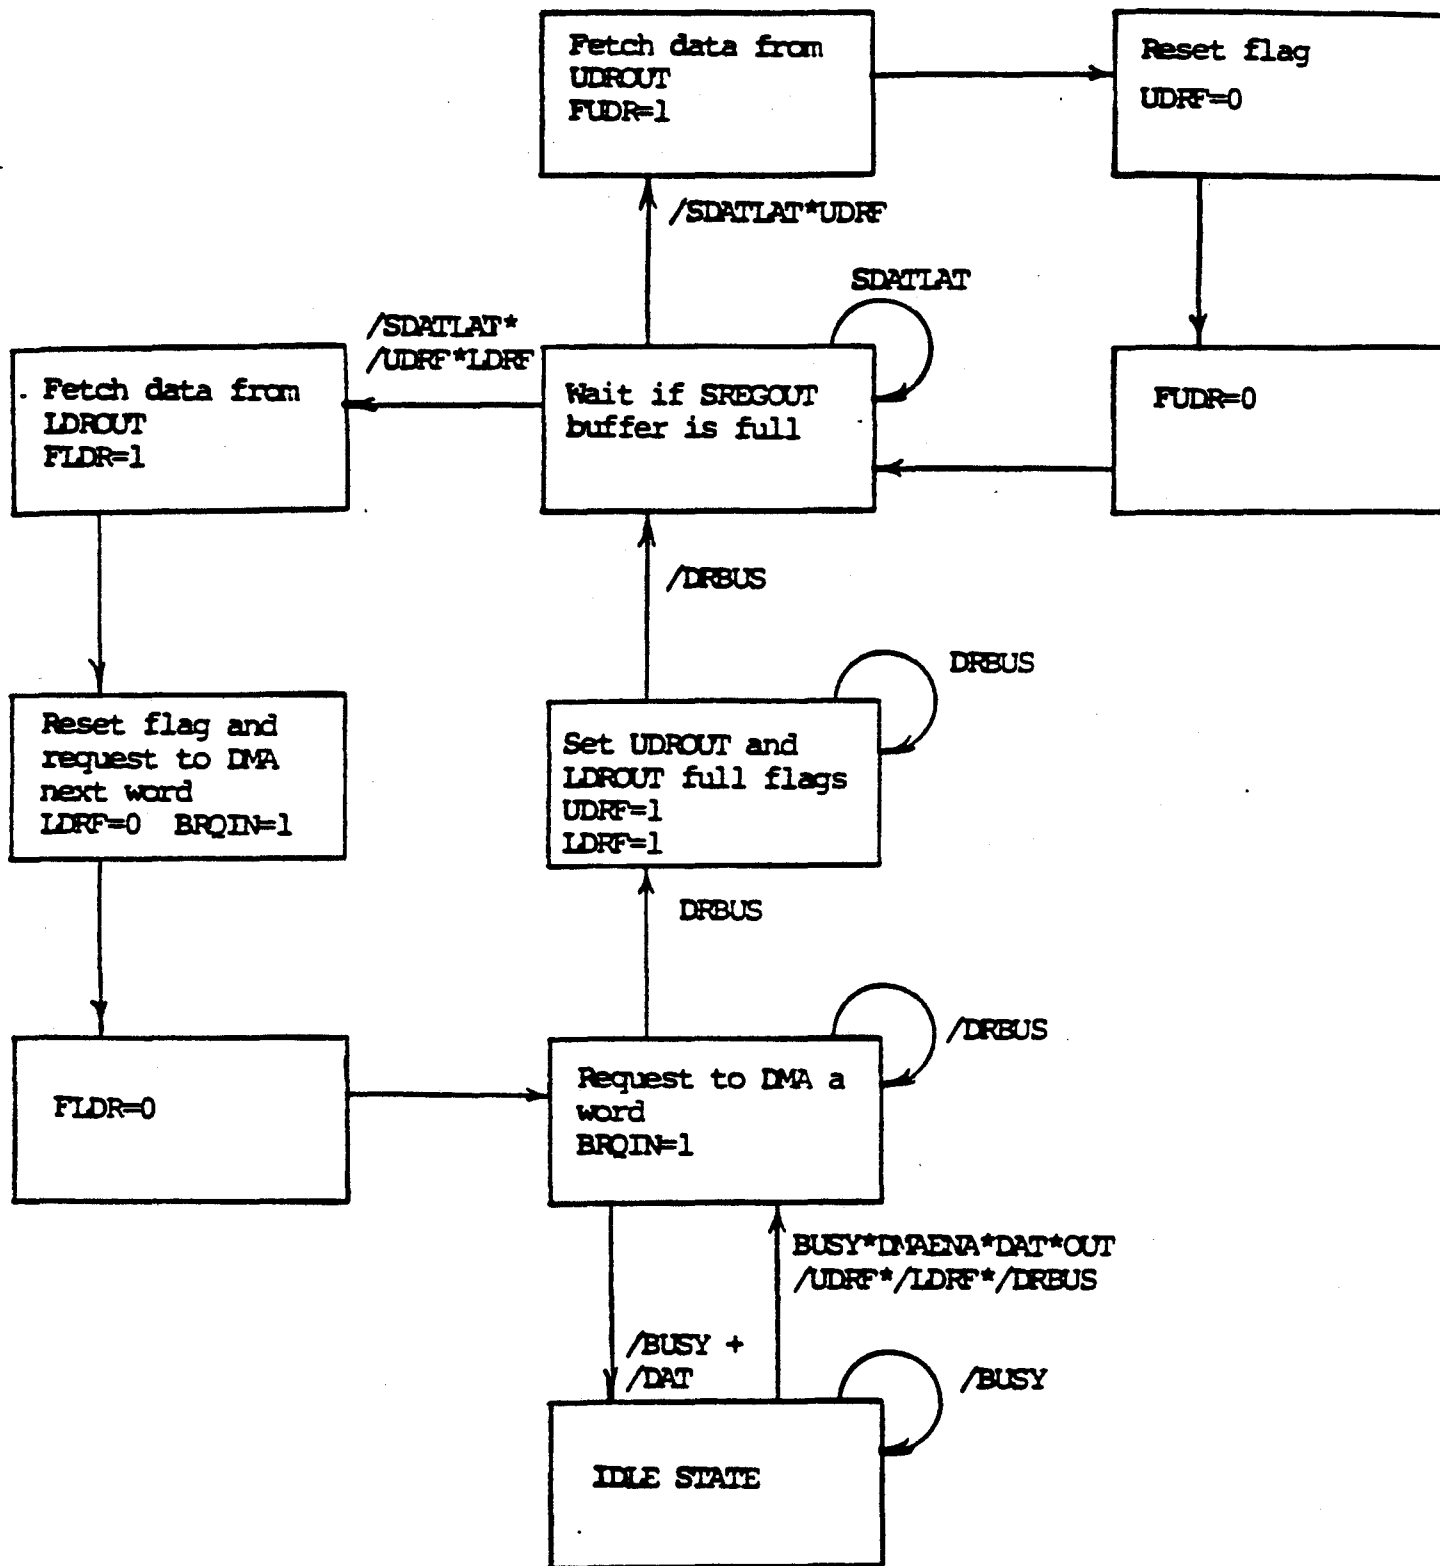 Fetch data from
UDROUT
FUDR=1
Reset flag
UDRF=0
/SDATLAT*UDRF
SDATLAT
/SDATLAT*
/UDRF*LDRF
Fetch data from
LDROUT
FLDR=1
Wait if SREGOUT
buffer is full
FUDR=0
/DRBUS
DRBUS
Reset flag and
request to DMA
next word
LDRF=0 BRQIN=1
Set UDROUT and
LDROUT full flags
UDRF=1
LDRF=1
DRBUS
/DRBUS
FLDR=0
Request to DMA a
word
BRQIN=1
BUSY*DMAENA*DAT*OUT
/UDRF*/LDRF*/DRBUS
/BUSY +
/DAT
/BUSY
IDLE STATE